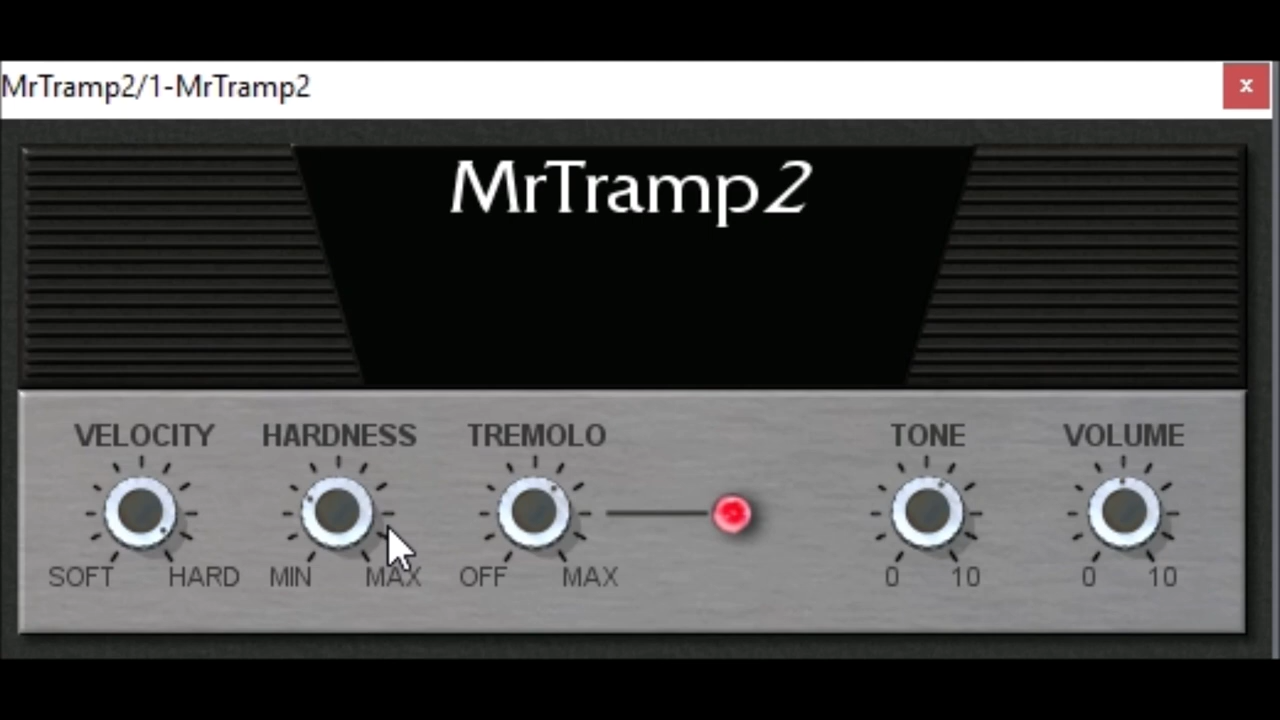 MrTramp2/1-MrTramp2
x
MrTramp2
VELOCITY HARDNESS TREMOLO TONE VOLUME
SOFT HARD MIN MAX OFF MAX 0 10 0 10